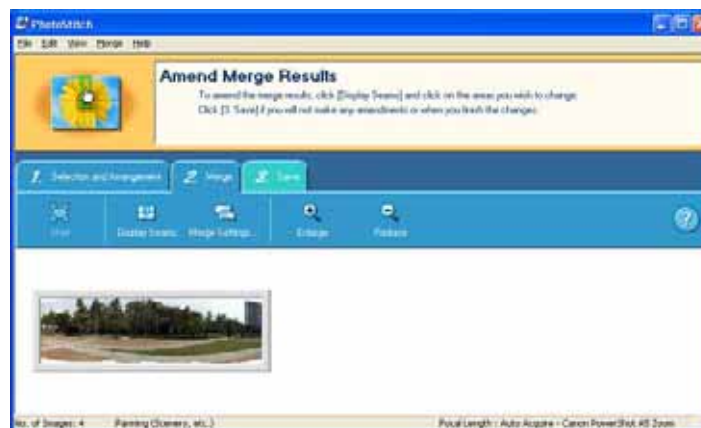 PhotoStitch
File Edit View Merge Help
Amend Merge Results
To amend the merge results, click [Display Seams] and click on the areas you wish to change.
Click [3. Save] if you will not make any amendments or when you finish the changes.
1. Selection and Arrangement 2. Merge 3. Save
Start Display Seams Merge Settings... Enlarge Reduce
No. of Images: 4 Panning (Scenery, etc.) Focal Length : Auto Acquire - Canon PowerShot A5 Zoom